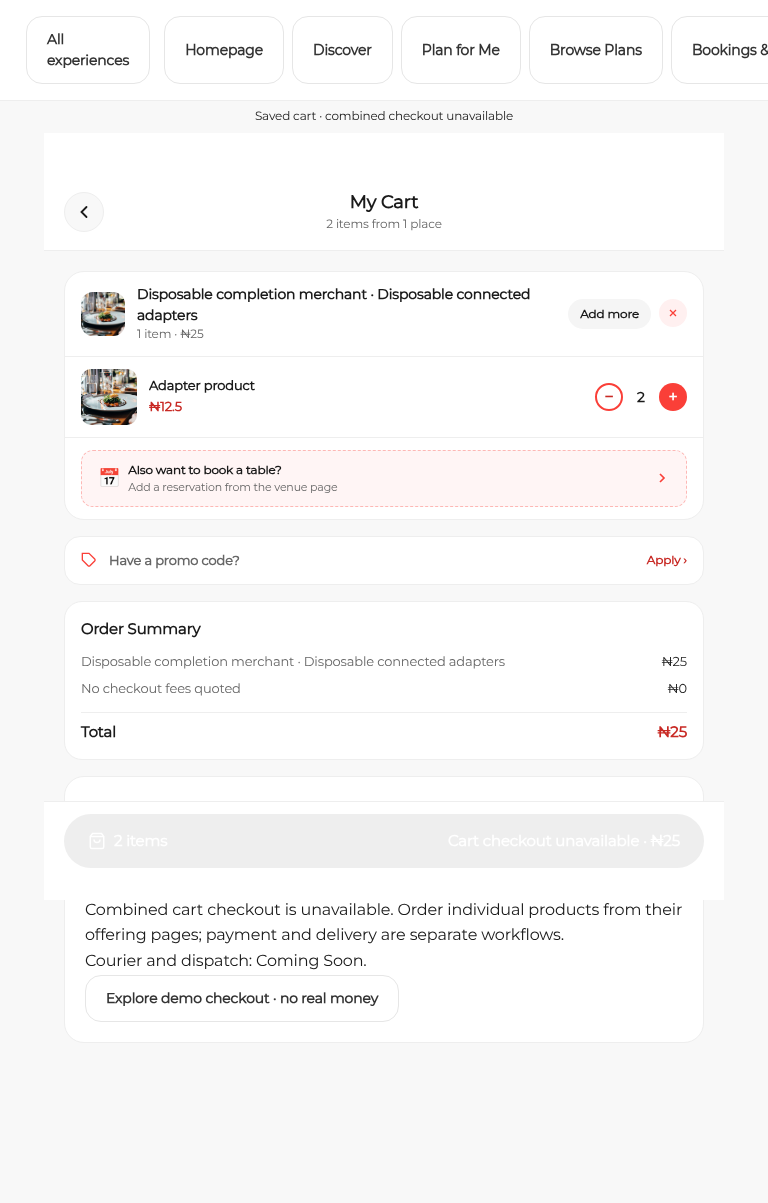 All
experiences
Homepage
Discover
Plan for Me
Browse Plans
Bookings &
Saved cart · combined checkout unavailable
My Cart
2 items from 1 place
Disposable completion merchant · Disposable connected
adapters
1 item · ₦25
Add more
×
Adapter product
₦12.5
− 2 +
July
17
Also want to book a table?
Add a reservation from the venue page
Have a promo code?
Apply ›
Order Summary
Disposable completion merchant · Disposable connected adapters ₦25
No checkout fees quoted ₦0
Total ₦25
2 items
Cart checkout unavailable · ₦25
Combined cart checkout is unavailable. Order individual products from their
offering pages; payment and delivery are separate workflows.
Courier and dispatch: Coming Soon.
Explore demo checkout · no real money